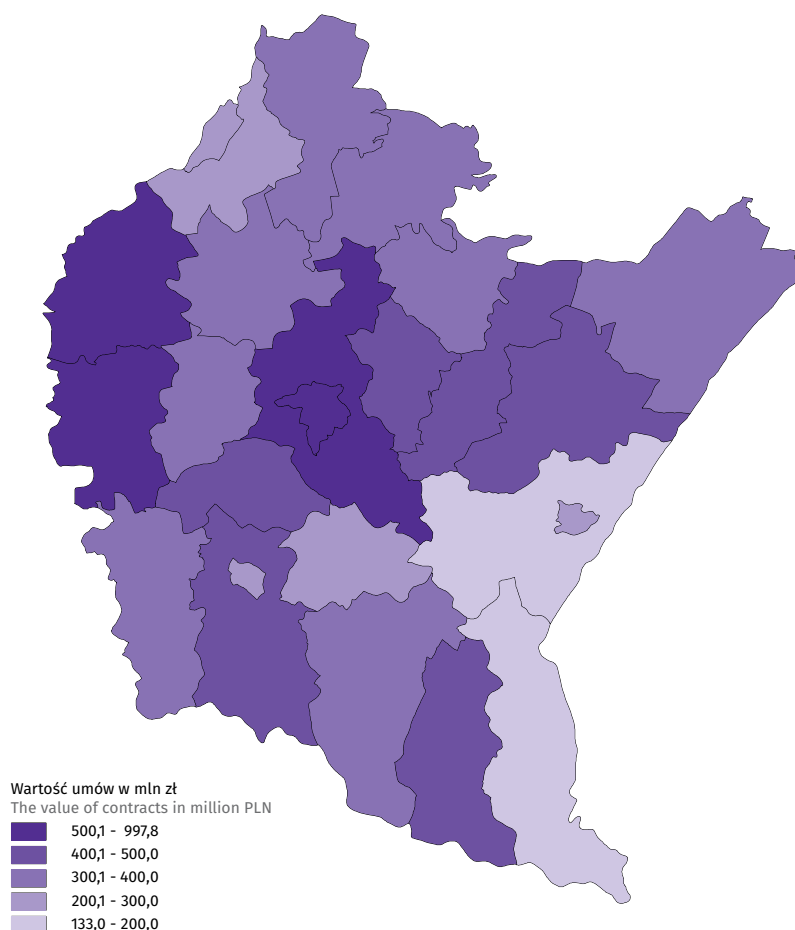 Wartość umów w mln zł
The value of contracts in million PLN
500,1 - 997,8
400,1 - 500,0
300,1 - 400,0
200,1 - 300,0
133,0 - 200,0